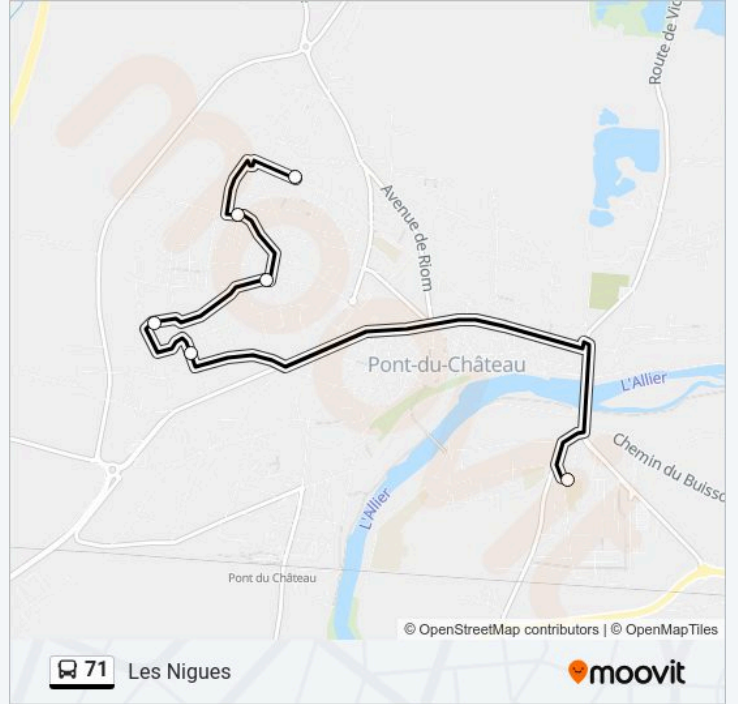 Route de Vic
Avenue de Riom
Pont-du-Château
L'Allier
Chemin du Buisso
L'Allier
Pont du Château
© OpenStreetMap contributors | © OpenMapTiles
71 Les Nigues
moovit